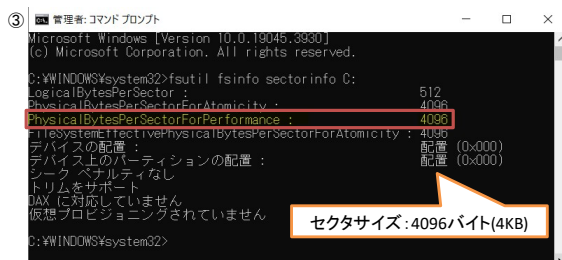 ③
管理者: コマンド プロンプト
Microsoft Windows [Version 10.0.19045.3930]
(c) Microsoft Corporation. All rights reserved.
C:¥WINDOWS¥system32>fsutil fsinfo sectorinfo C:
LogicalBytesPerSector : 512
PhysicalBytesPerSectorForAtomicity : 4096
PhysicalBytesPerSectorForPerformance : 4096
FileSystemEffectivePhysicalBytesPerSectorForAtomicity : 4096
デバイスの配置 : 配置 (0x000)
デバイス上のパーティションの配置 : 配置 (0x000)
シーク ペナルティなし
トリムをサポート
DAX に対応していません
仮想プロビジョニングされていません
セクタサイズ:4096バイト(4KB)
C:¥WINDOWS¥system32>